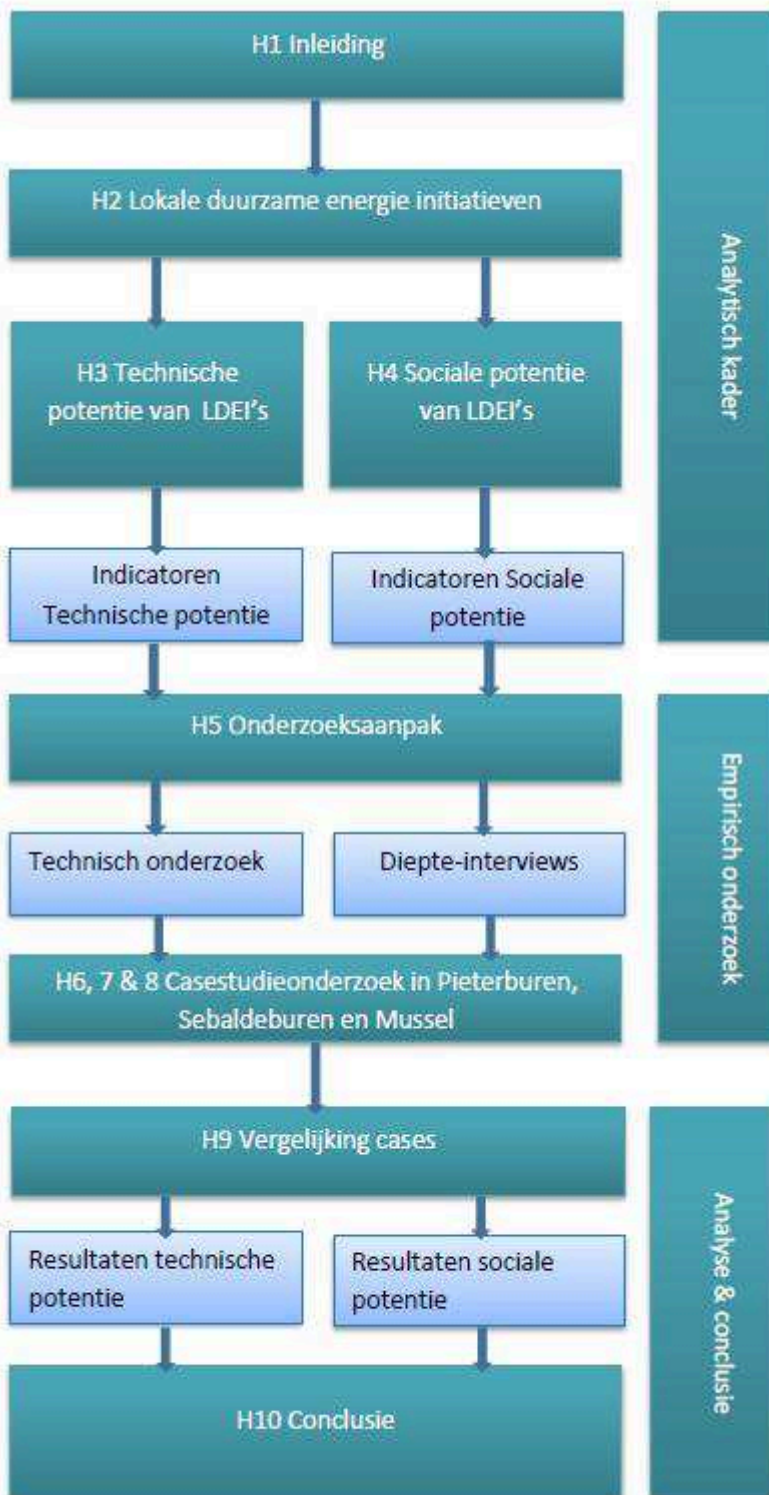 H1 Inleiding
H2 Lokale duurzame energie initiatieven
H3 Technische
potentie van LDEI's
H4 Sociale potentie
van LDEI's
Indicatoren
Technische potentie
Indicatoren Sociale
potentie
Analytisch kader
H5 Onderzoeksaanpak
Technisch onderzoek
Diepte-interviews
H6, 7 & 8 Casestudieonderzoek in Pieterburen,
Sebaldeburen en Mussel
Empirisch onderzoek
H9 Vergelijking cases
Resultaten technische
potentie
Resultaten sociale
potentie
H10 Conclusie
Analyse & conclusie